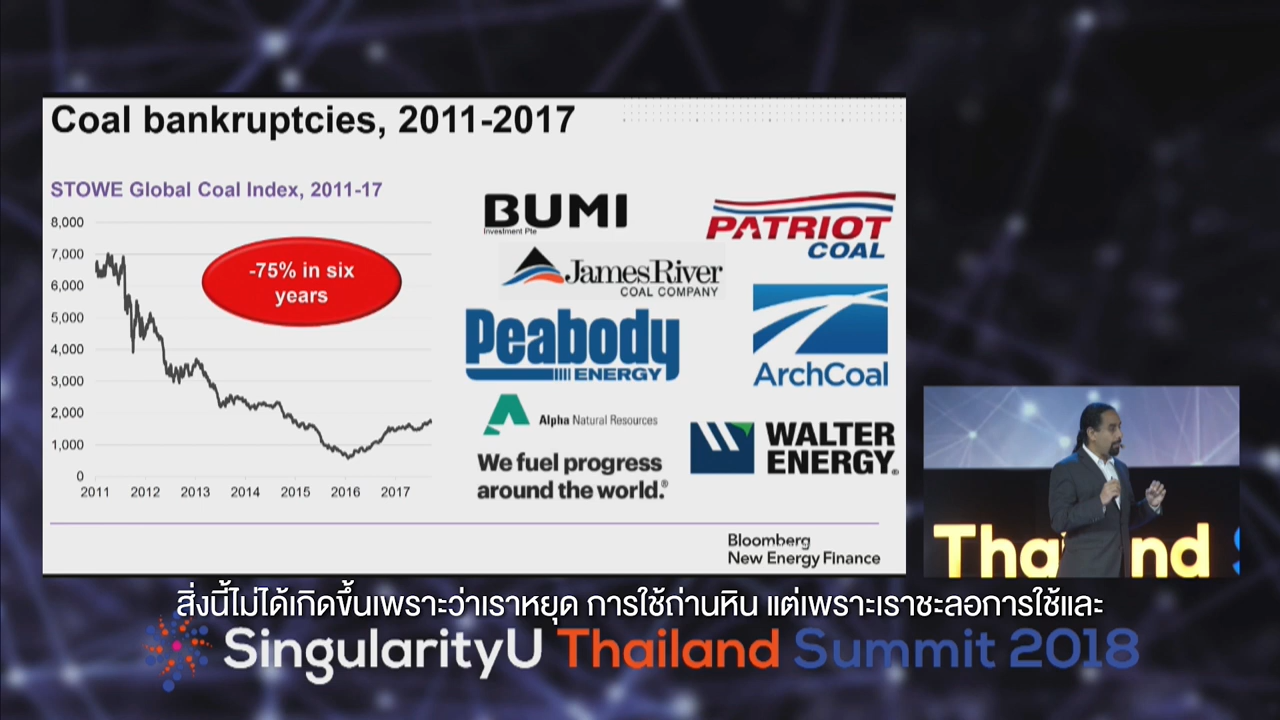 Coal bankruptcies, 2011-2017
STOWE Global Coal Index, 2011-17
8,000
7,000
6,000
5,000
4,000
3,000
2,000
1,000
0
2011 2012 2013 2014 2015 2016 2017
-75% in six
years
BUMI
Investment Pte
PATRIOT
COAL
James River
COAL COMPANY
Peabody
ENERGY
ArchCoal
Alpha Natural Resources
We fuel progress
around the world.®
WALTER
ENERGY®
Bloomberg
New Energy Finance
สิ่งนี้ไม่ได้เกิดขึ้นเพราะว่าเราหยุด การใช้ถ่านหิน แต่เพราะเราชะลอการใช้และ
SingularityU Thailand Summit 2018